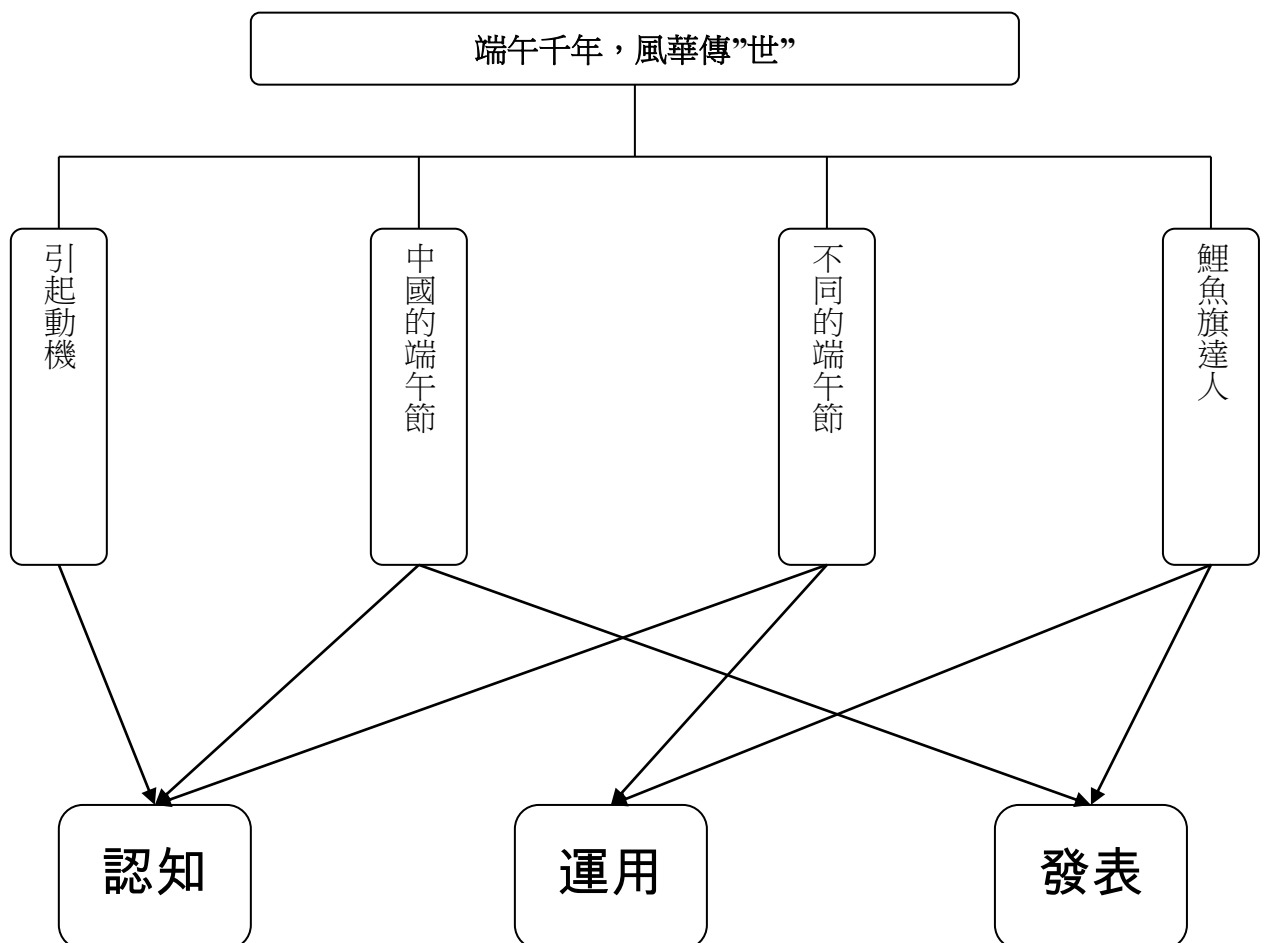 端午千年，風華傳”世”
引起動機
中國的端午節
不同的端午節
鯉魚旗達人
認知
運用
發表